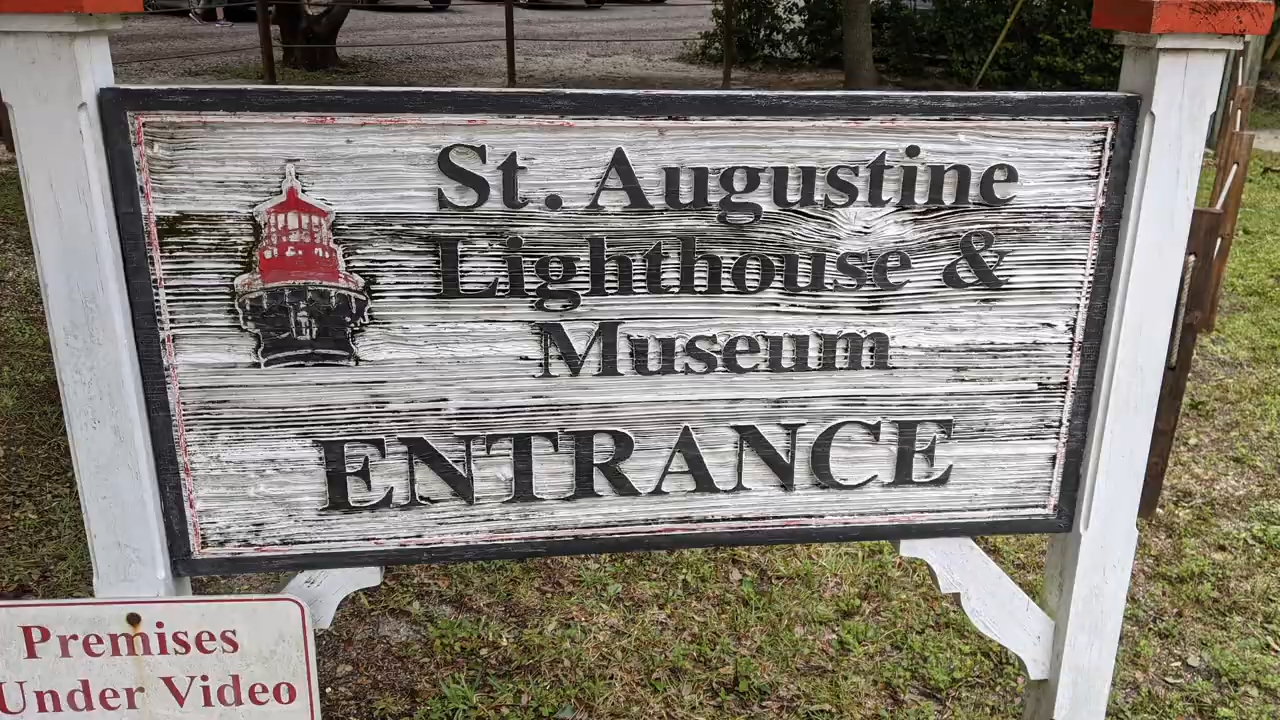 St. Augustine
Lighthouse &
Museum
ENTRANCE
Premises
Under Video